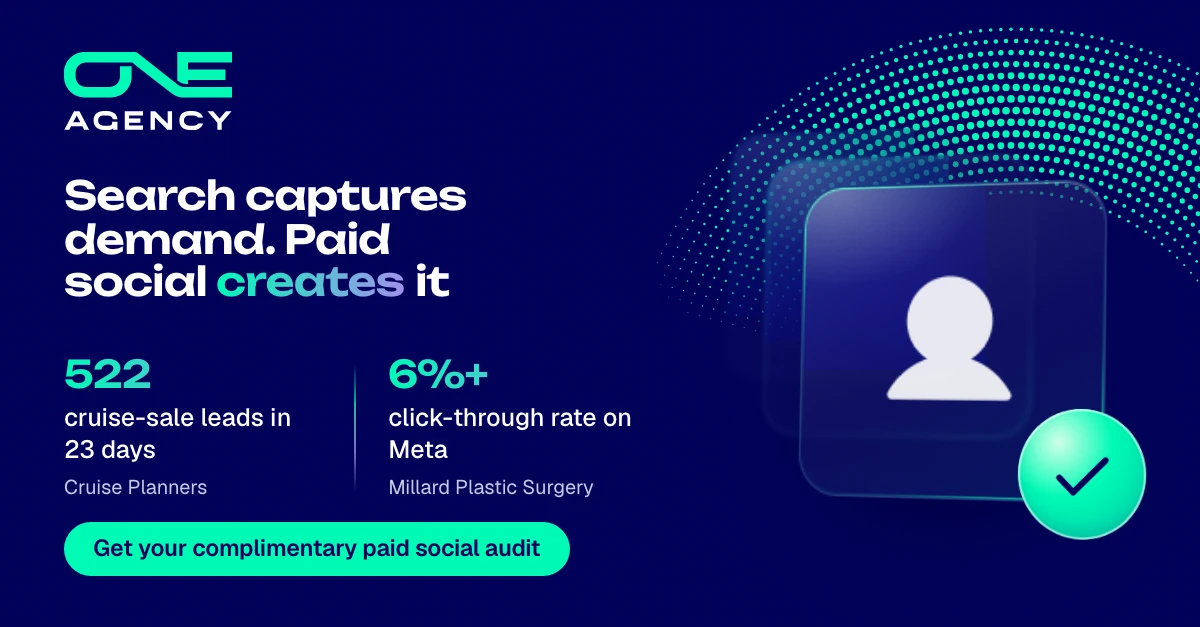 ONE
AGENCY
Search captures
demand. Paid
social creates it
522
cruise-sale leads in
23 days
Cruise Planners
6%+
click-through rate on
Meta
Millard Plastic Surgery
Get your complimentary paid social audit